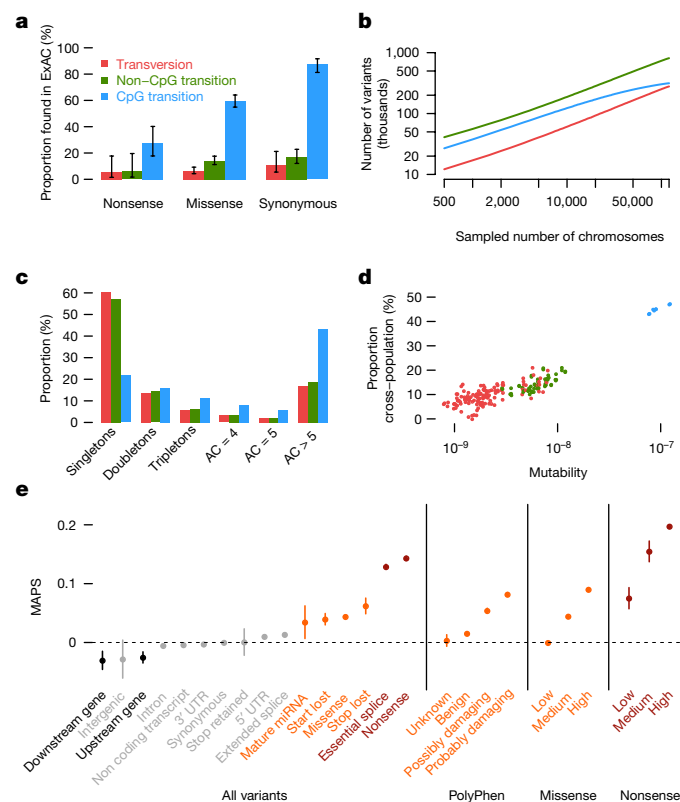 a
Proportion found in ExAC (%)
100
80
60
40
20
0
Transversion
Non–CpG transition
CpG transition
Nonsense
Missense
Synonymous
b
Number of variants
(thousands)
1,000
500
200
100
50
20
10
500
2,000
10,000
50,000
Sampled number of chromosomes
c
Proportion (%)
60
50
40
30
20
10
0
Singletons
Doubletons
Tripletons
AC = 4
AC = 5
AC > 5
d
Proportion
cross–population (%)
50
40
30
20
10
0
10⁻⁹
10⁻⁸
10⁻⁷
Mutability
e
MAPS
0.2
0.1
0
Downstream gene
Intergenic
Upstream gene
Intron
Non coding transcript
3′ UTR
Synonymous
Stop retained
5′ UTR
Extended splice
Mature miRNA
Start lost
Missense
Stop lost
Essential splice
Nonsense
Unknown
Benign
Possibly damaging
Probably damaging
Low
Medium
High
Low
Medium
High
All variants
PolyPhen
Missense
Nonsense